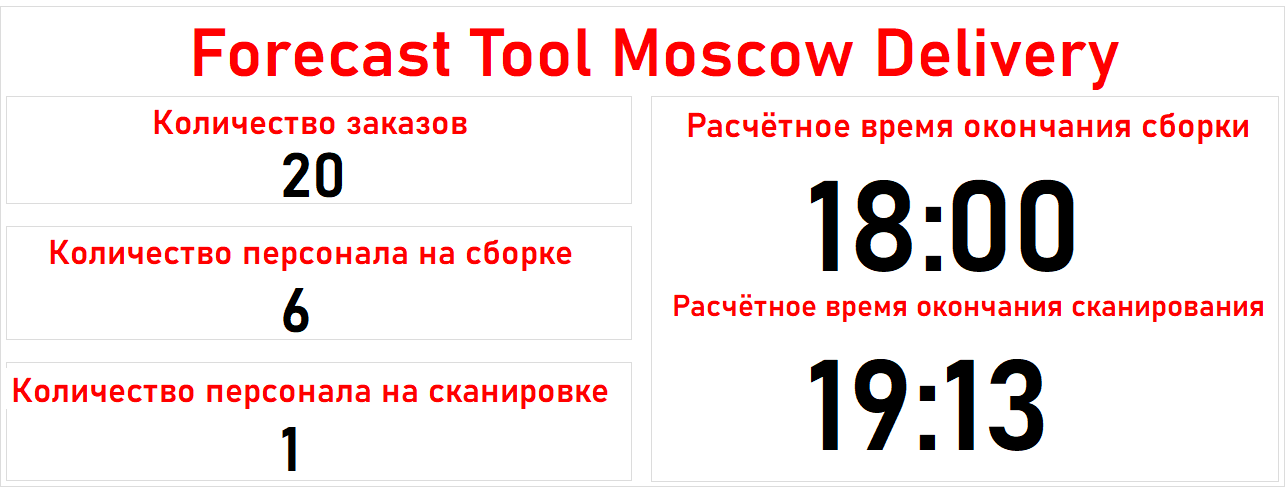 Forecast Tool Moscow Delivery
Количество заказов
20
Количество персонала на сборке
6
Количество персонала на сканировке
1
Расчётное время окончания сборки
18:00
Расчётное время окончания сканирования
19:13